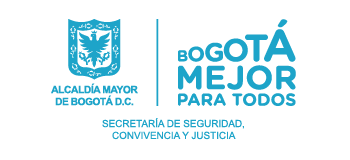 ALCALDÍA MAYOR
DE BOGOTÁ D.C.
BOGOTÁ
MEJOR
PARA TODOS
SECRETARÍA DE SEGURIDAD,
CONVIVENCIA Y JUSTICIA